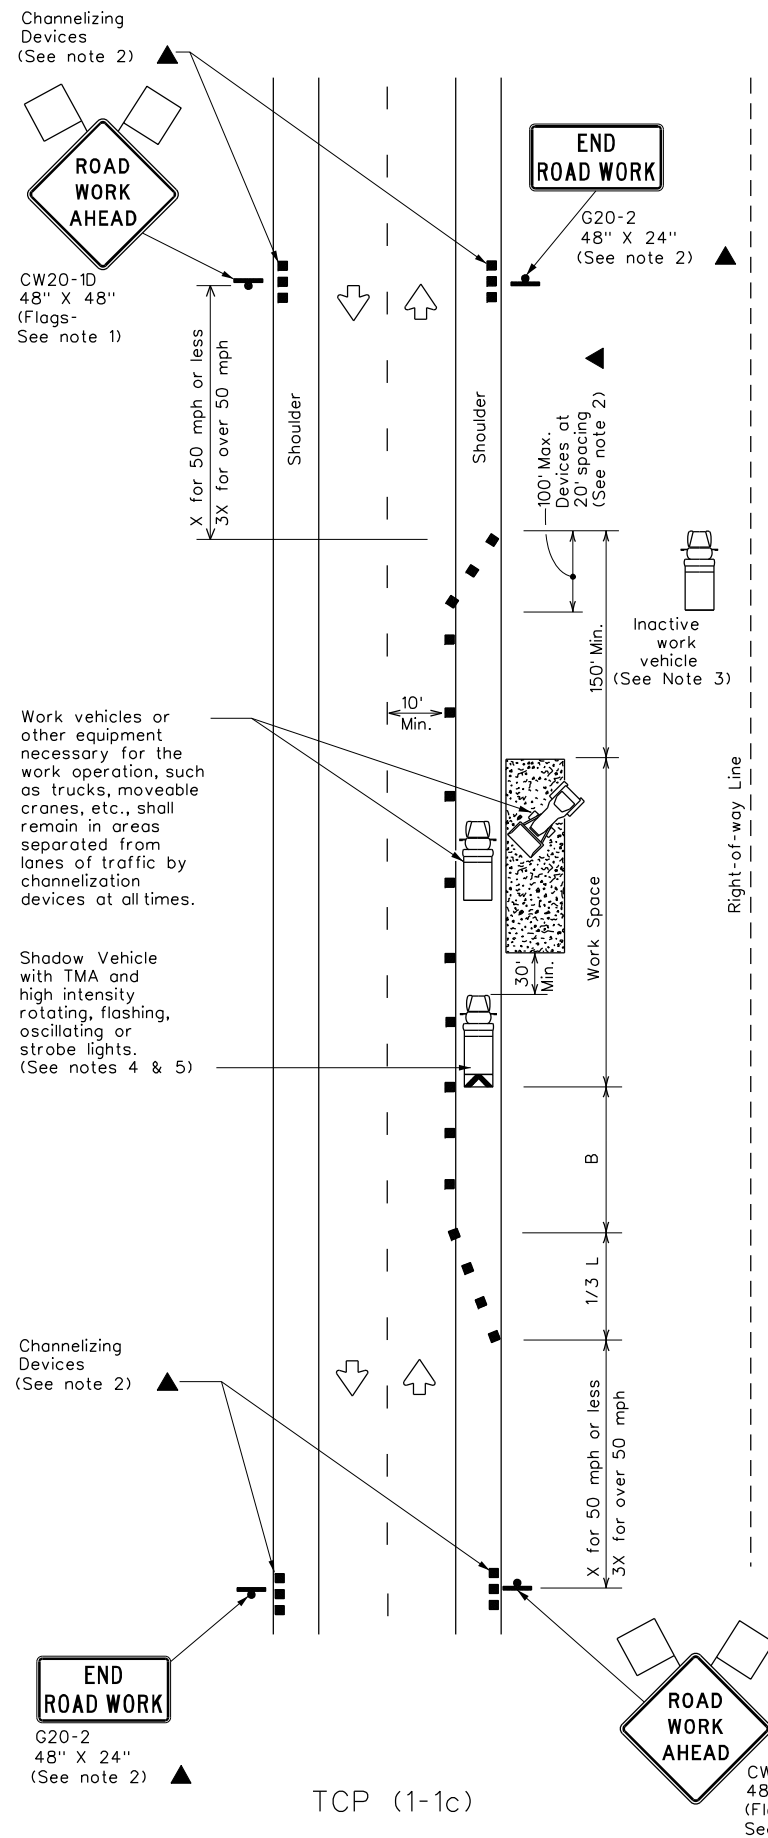 Channelizing
Devices
(See note 2)
ROAD
WORK
AHEAD
CW20-1D
48" X 48"
(Flags-
See note 1)
END
ROAD WORK
G20-2
48" X 24"
(See note 2)
X for 50 mph or less
3X for over 50 mph
Shoulder
Shoulder
100' Max.
Devices at
20' spacing
(See note 2)
Inactive
work
vehicle
(See Note 3)
150' Min.
10'
Min.
Work vehicles or
other equipment
necessary for the
work operation, such
as trucks, moveable
cranes, etc., shall
remain in areas
separated from
lanes of traffic by
channelization
devices at all times.
Right-of-way Line
Work Space
30'
Min.
Shadow Vehicle
with TMA and
high intensity
rotating, flashing,
oscillating or
strobe lights.
(See notes 4 & 5)
B
1/3 L
Channelizing
Devices
(See note 2)
X for 50 mph or less
3X for over 50 mph
END
ROAD WORK
G20-2
48" X 24"
(See note 2)
ROAD
WORK
AHEAD
CW
48
(Fl
See
TCP (1-1c)